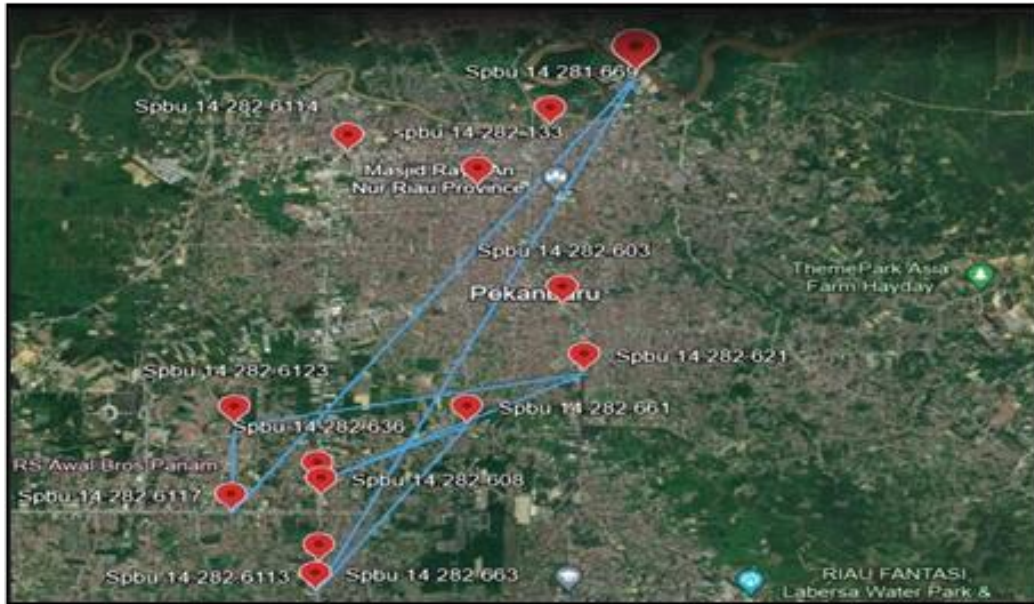 Spbu 14 281 669
Spbu 14 282 6114
spbu 14-282-133
Masjid Raya An
Nur Riau Province
Spbu 14-282-603
ThemePark Asia
Farm Hayday
Pekanbaru
Spbu 14 282-621
Spbu 14 282-6123
Spbu 14-282-661
Spbu 14-282-636
RS Awal Bros Panam
Spbu 14-282-608
Spbu 14-282-6117
Spbu 14-282-6113
Spbu 14-282-663
RIAU FANTASI
Labersa Water Park &